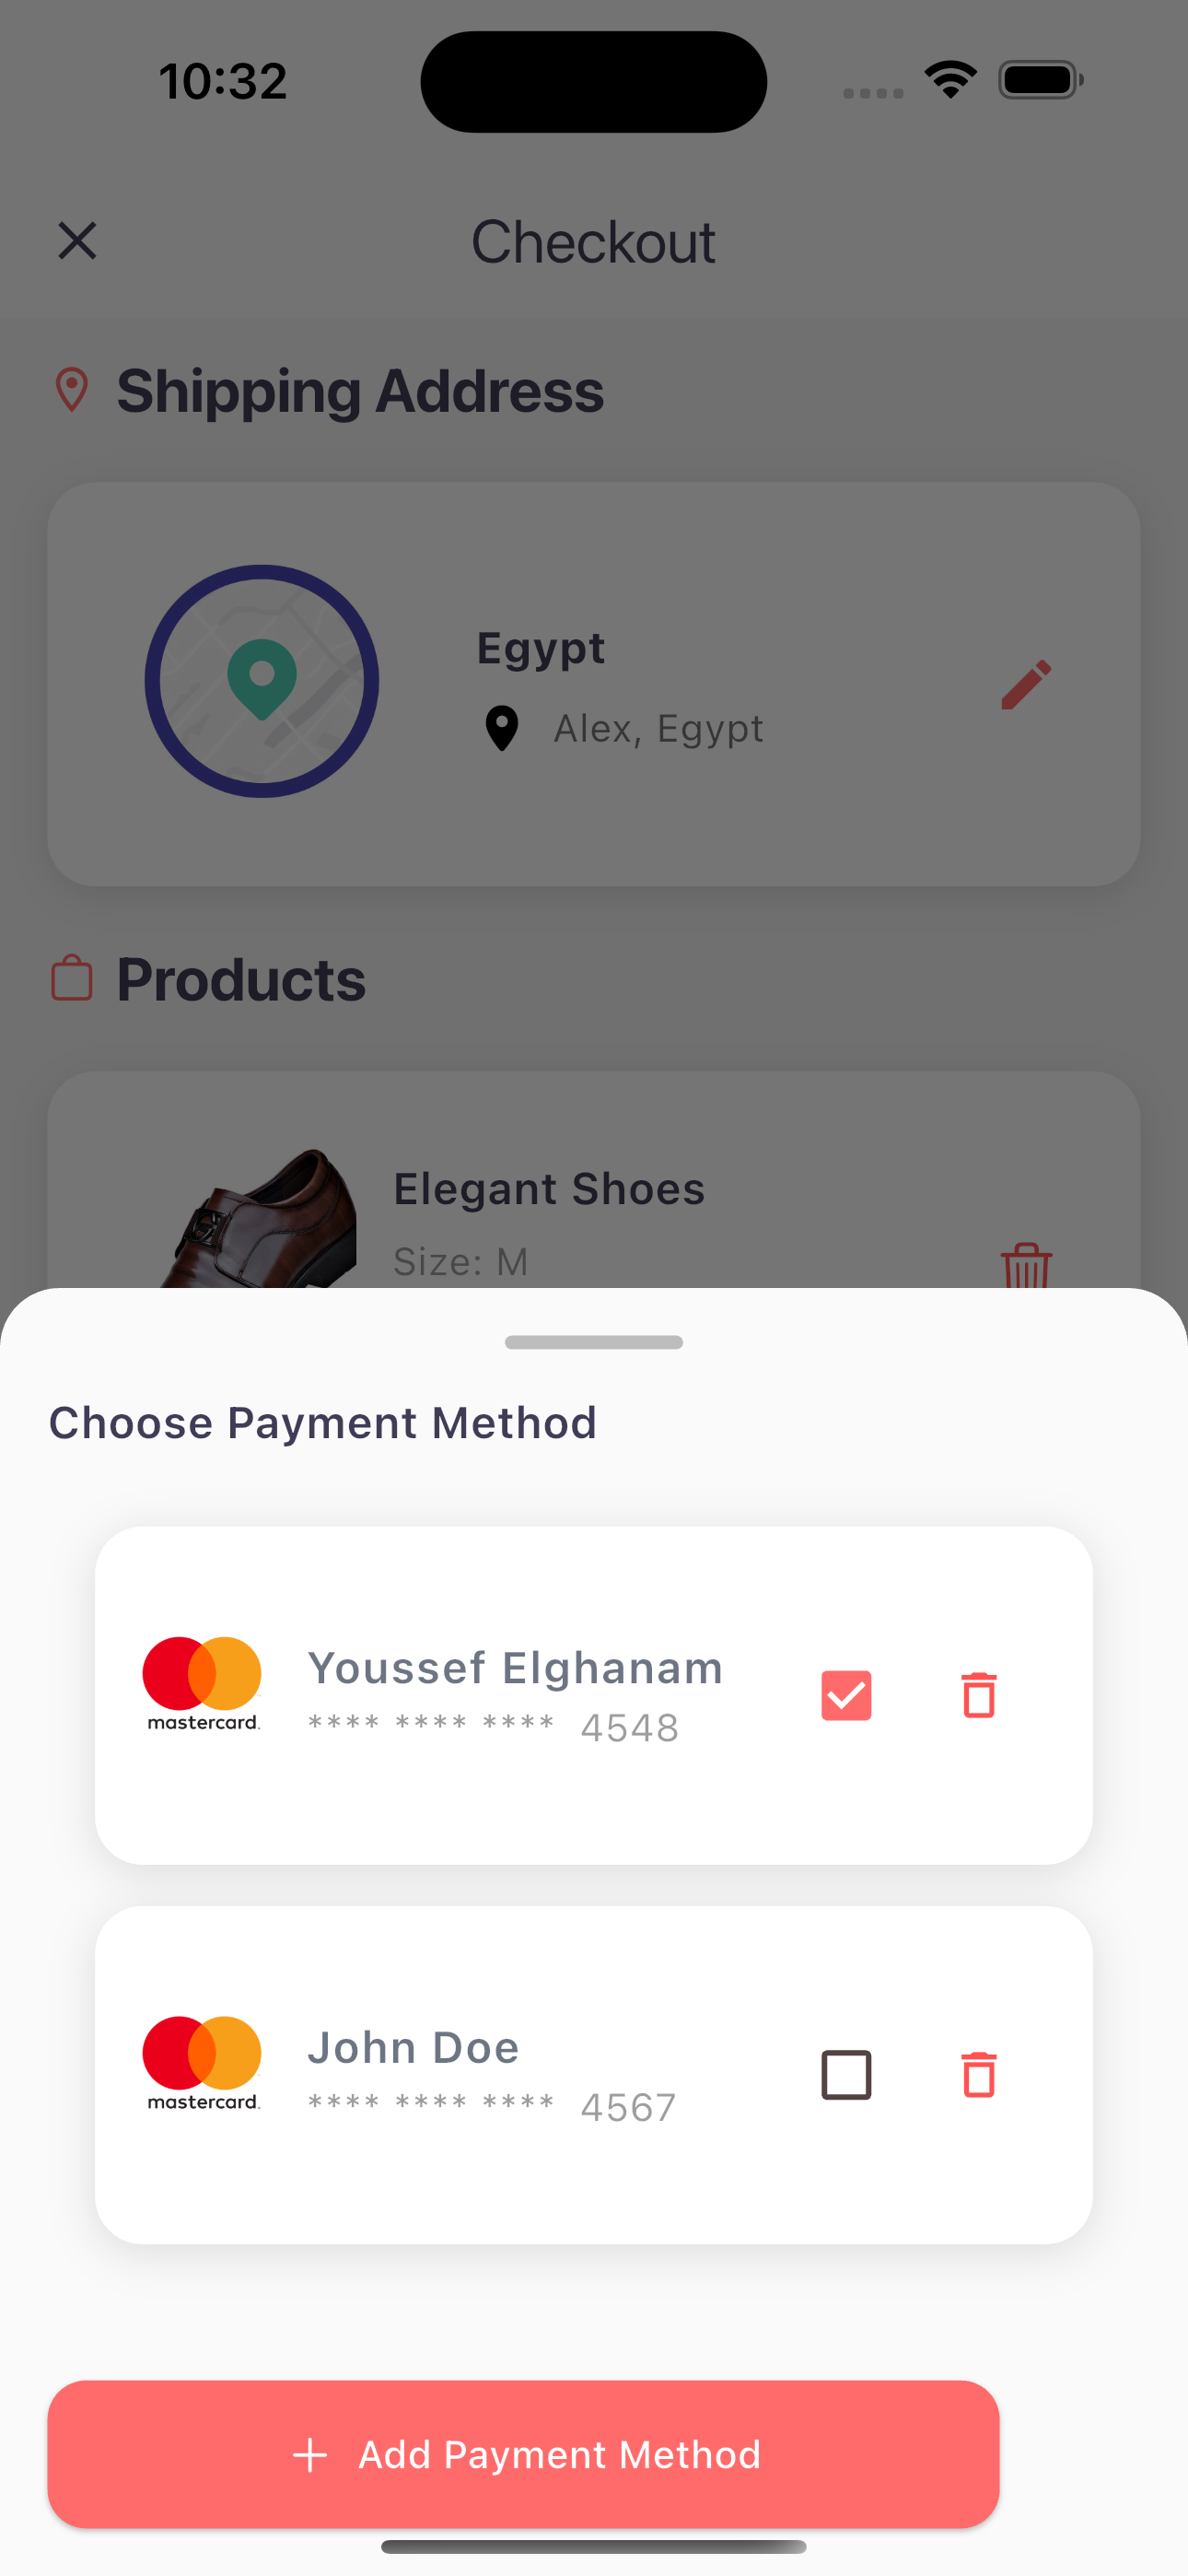 10:32
Checkout
Shipping Address
Egypt
Alex, Egypt
Products
Elegant Shoes
Size: M
Choose Payment Method
Youssef Elghanam
mastercard.
**** **** **** 4548
John Doe
mastercard.
**** **** **** 4567
Add Payment Method